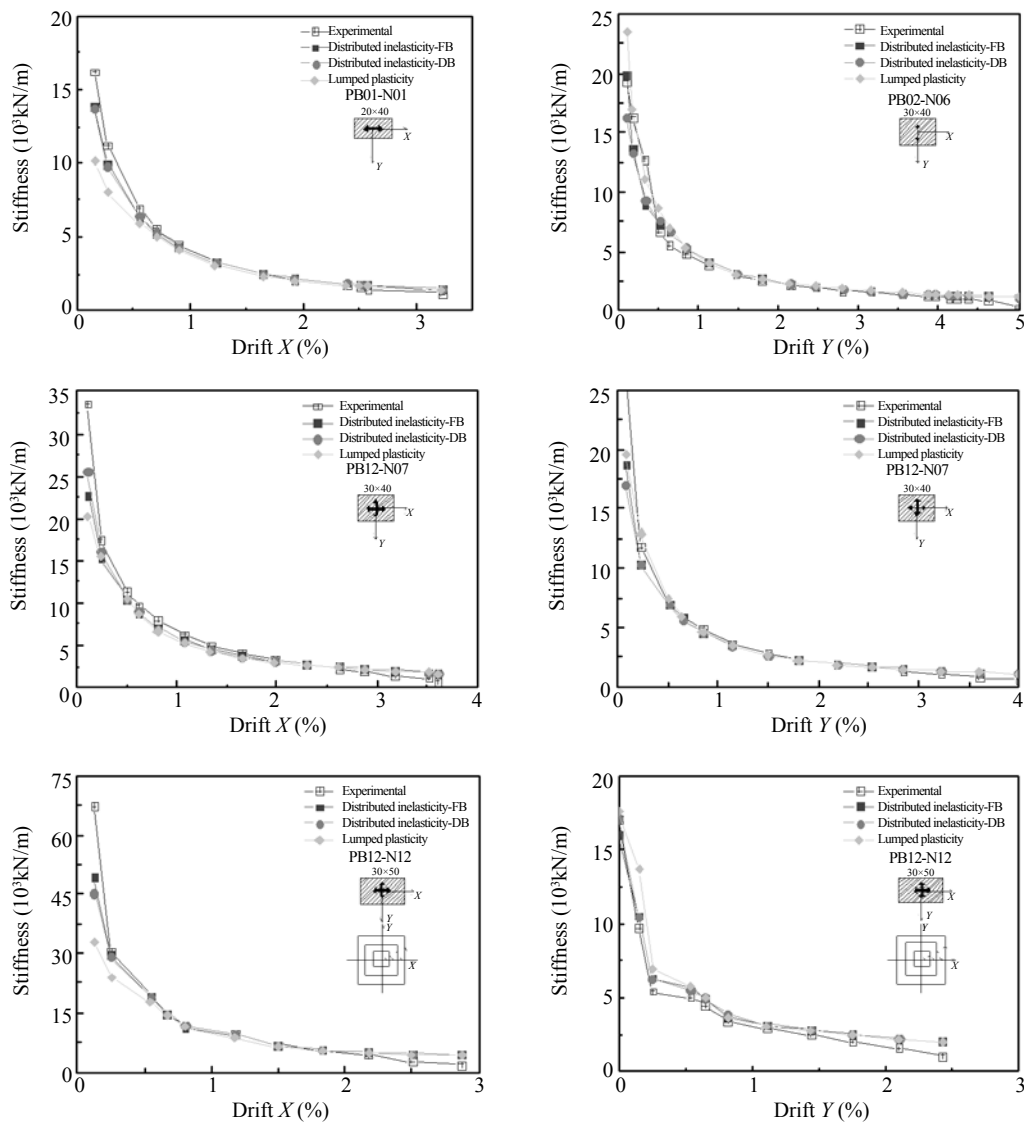 20
15
10
5
0
Stiffness (10³kN/m)
Experimental
Distributed inelasticity-FB
Distributed inelasticity-DB
Lumped plasticity
PB01-N01
20×40
X
Y
0 1 2 3
Drift X (%)
25
20
15
10
5
0
Stiffness (10³kN/m)
Experimental
Distributed inelasticity-FB
Distributed inelasticity-DB
Lumped plasticity
PB02-N06
30×40
X
Y
0 1 2 3 4 5
Drift Y (%)
35
30
25
20
15
10
5
0
Stiffness (10³kN/m)
Experimental
Distributed inelasticity-FB
Distributed inelasticity-DB
Lumped plasticity
PB12-N07
30×40
X
Y
0 1 2 3 4
Drift X (%)
25
20
15
10
5
0
Stiffness (10³kN/m)
Experimental
Distributed inelasticity-FB
Distributed inelasticity-DB
Lumped plasticity
PB12-N07
30×40
X
Y
0 1 2 3 4
Drift Y (%)
75
60
45
30
15
0
Stiffness (10³kN/m)
Experimental
Distributed inelasticity-FB
Distributed inelasticity-DB
Lumped plasticity
PB12-N12
30×50
X
Y
Y
X
0 1 2 3
Drift X (%)
20
15
10
5
0
Stiffness (10³kN/m)
Experimental
Distributed inelasticity-FB
Distributed inelasticity-DB
Lumped plasticity
PB12-N12
30×50
X
Y
Y
X
0 1 2 3
Drift Y (%)